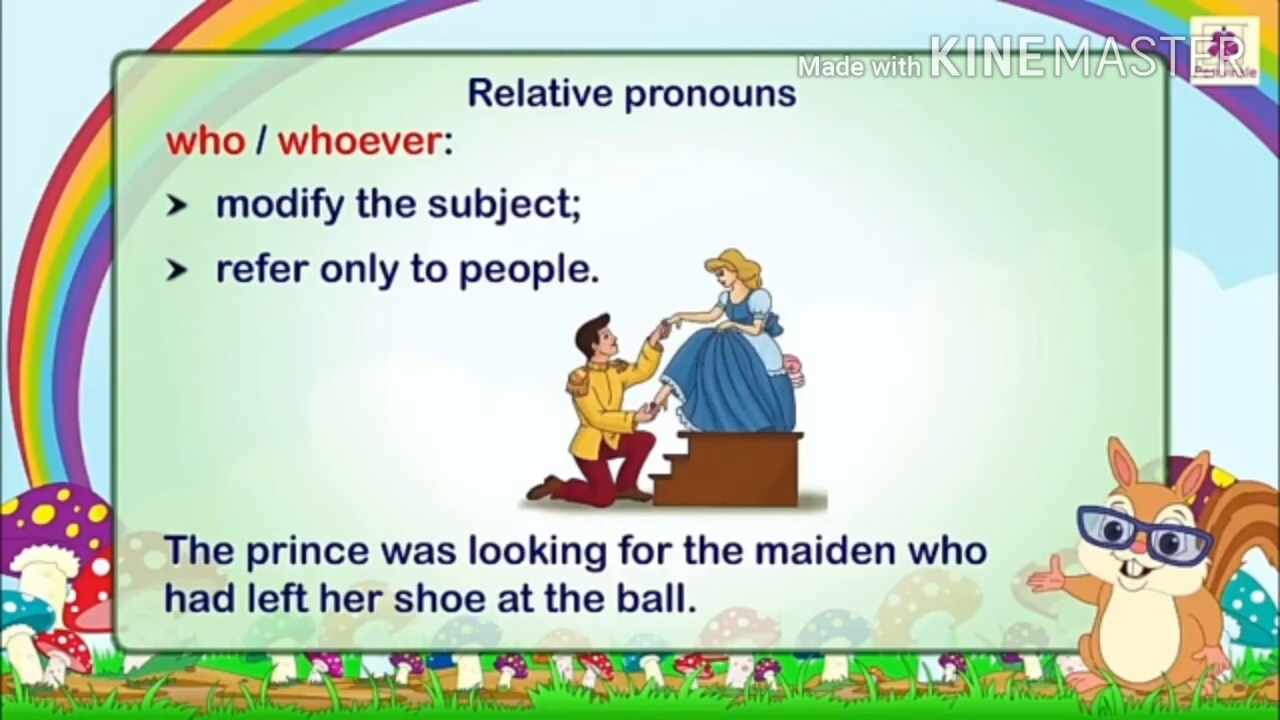 Made with KINEMASTER
Relative pronouns
who / whoever:
➤ modify the subject;
➤ refer only to people.
The prince was looking for the maiden who
had left her shoe at the ball.